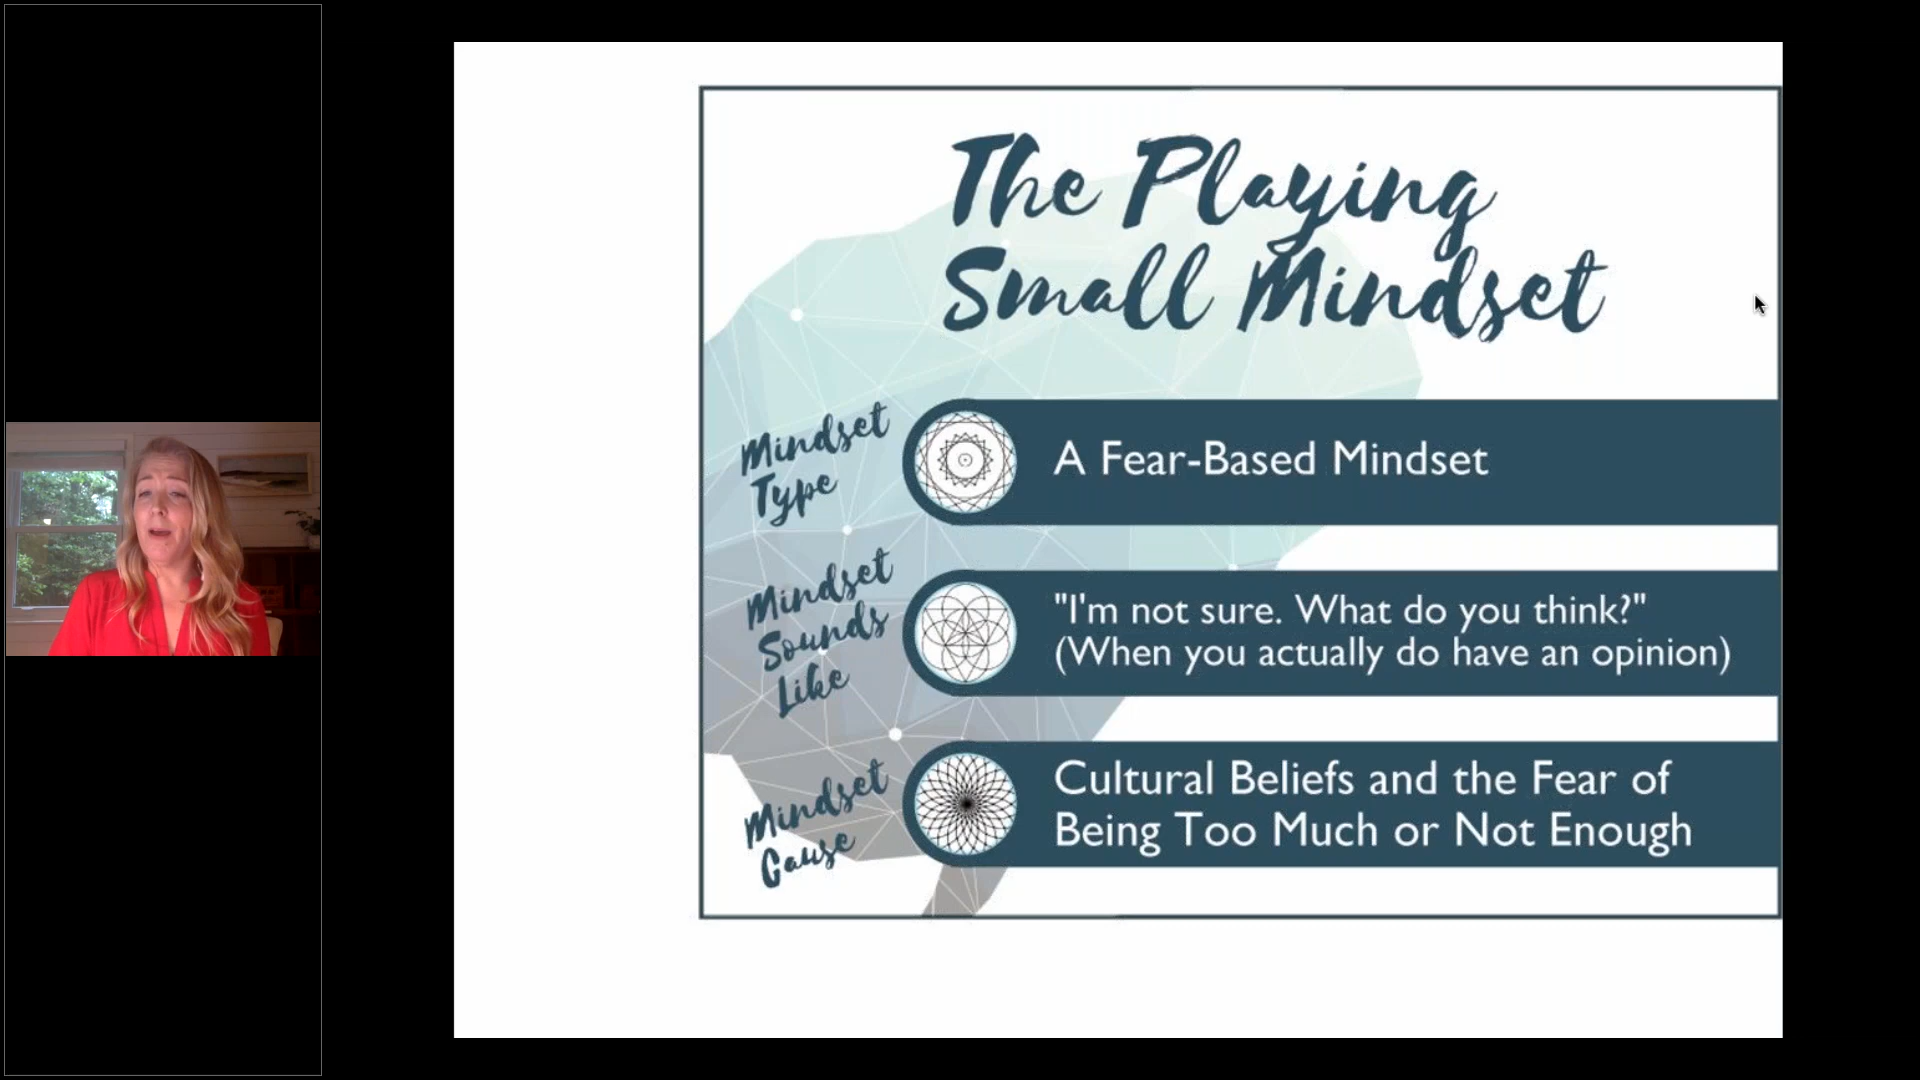 The Playing
Small Mindset
Mindset
Type
A Fear-Based Mindset
Mindset
Sounds
Like
"I'm not sure. What do you think?"
(When you actually do have an opinion)
Mindset
Cause
Cultural Beliefs and the Fear of
Being Too Much or Not Enough